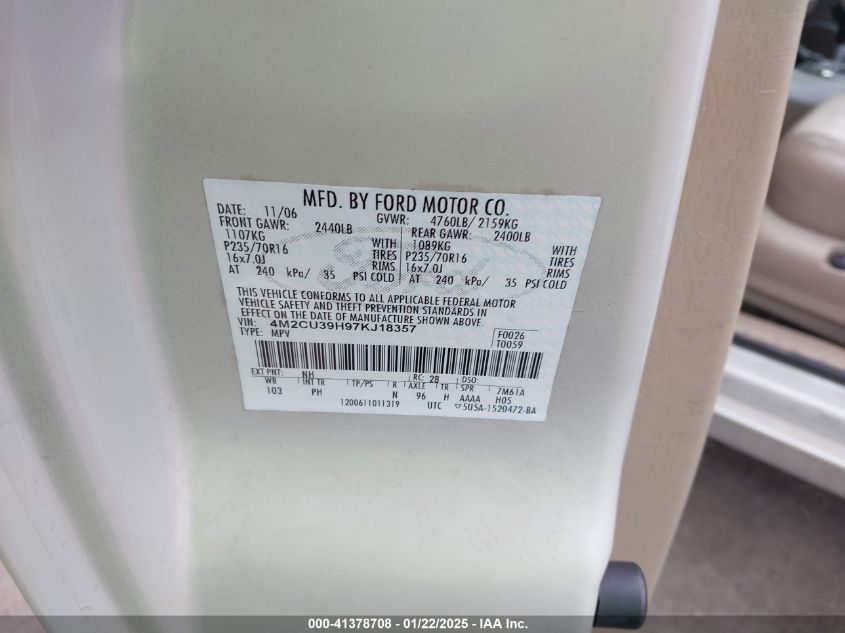 MFD. BY FORD MOTOR CO.
DATE: 11/06 GVWR: 4760LB/ 2159KG
FRONT GAWR: 2440LB REAR GAWR: 2400LB
1107KG WITH 1089KG WITH
P235/70R16 TIRES P235/70R16 TIRES
16x7.0J RIMS 16x7.0J RIMS
AT 240 kPa/ 35 PSI COLD AT 240 kPa/ 35 PSI COLD
THIS VEHICLE CONFORMS TO ALL APPLICABLE FEDERAL MOTOR
VEHICLE SAFETY AND THEFT PREVENTION STANDARDS IN
EFFECT ON THE DATE OF MANUFACTURE SHOWN ABOVE.
VIN: 4M2CU39H97KJ18357 F0026
TYPE: MPV T0059
EXT PNT: NH RC: 28 DSO:
WB INT TR TP/PS R AXLE TR SPR 7M61A
103 PH N 96 H AAAA H05
1200611011319 UTC 5U5A-1520472-BA
000-41378708 - 01/22/2025 - IAA Inc.